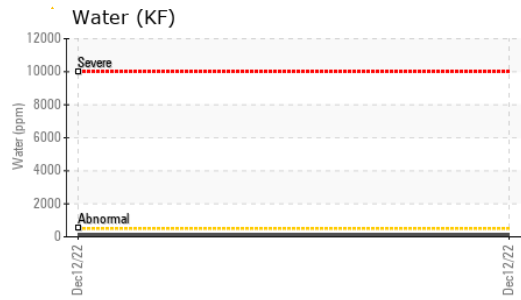 Water (KF)
12000
Severe
10000
8000
Water (ppm)
6000
4000
2000
Abnormal
0
Dec12/22
Dec12/22